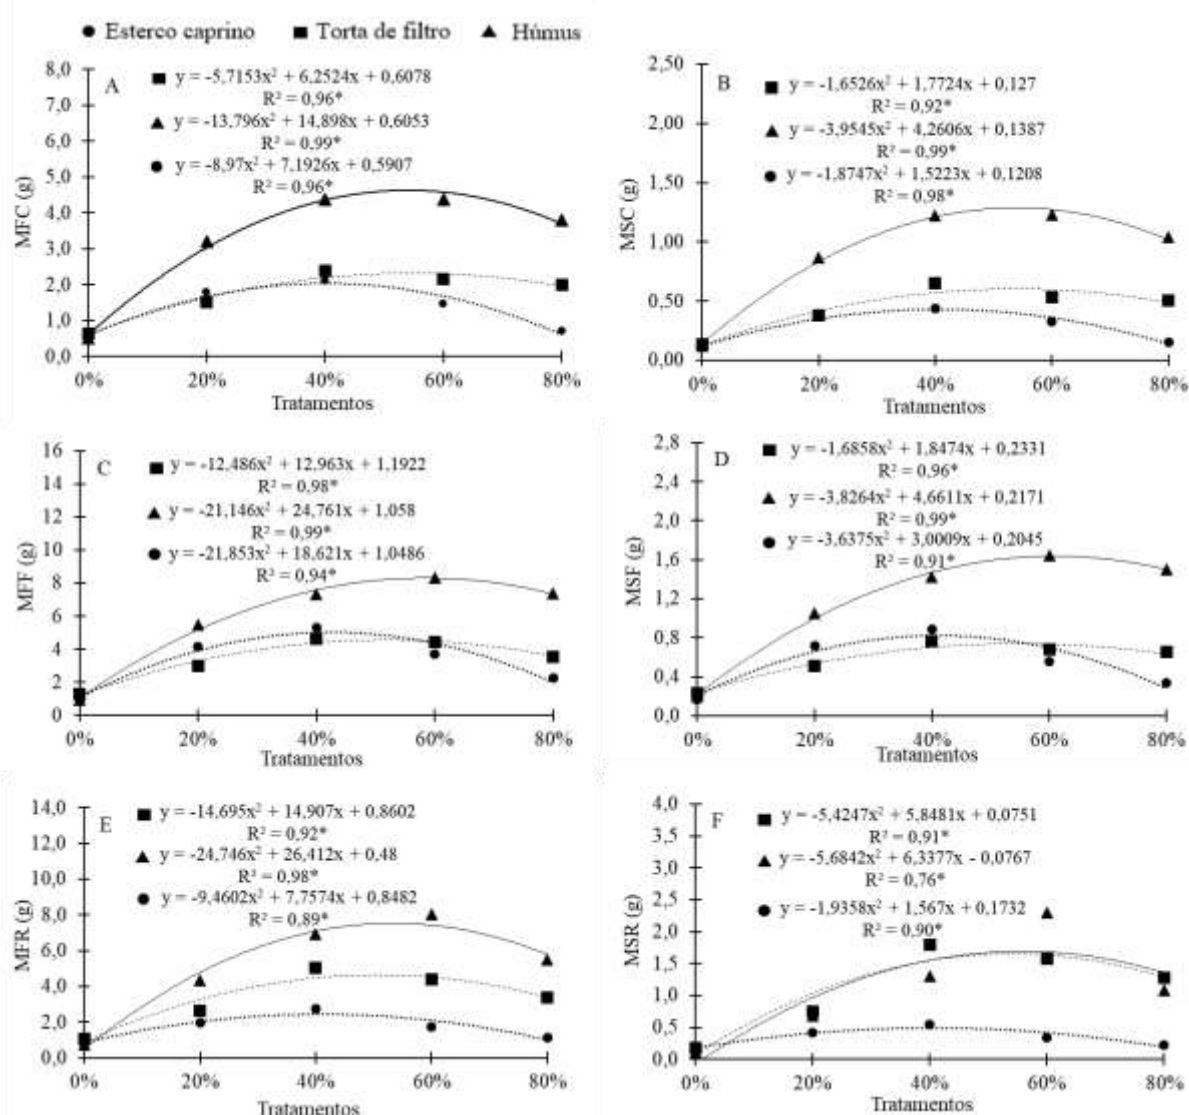 Esterco caprino Torta de filtro Húmus
A
y = -5,7153x² + 6,2524x + 0,6078
R² = 0,96*
y = -13,796x² + 14,898x + 0,6053
R² = 0,99*
y = -8,97x² + 7,1926x + 0,5907
R² = 0,96*
MFC (g)
8,0
7,0
6,0
5,0
4,0
3,0
2,0
1,0
0,0
0% 20% 40% 60% 80%
Tratamentos
B
y = -1,6526x² + 1,7724x + 0,127
R² = 0,92*
y = -3,9545x² + 4,2606x + 0,1387
R² = 0,99*
y = -1,8747x² + 1,5223x + 0,1208
R² = 0,98*
MSC (g)
2,50
2,00
1,50
1,00
0,50
0,00
0% 20% 40% 60% 80%
Tratamentos
C
y = -12,486x² + 12,963x + 1,1922
R² = 0,98*
y = -21,146x² + 24,761x + 1,058
R² = 0,99*
y = -21,853x² + 18,621x + 1,0486
R² = 0,94*
MFF (g)
16
14
12
10
8
6
4
2
0
0% 20% 40% 60% 80%
Tratamentos
D
y = -1,6858x² + 1,8474x + 0,2331
R² = 0,96*
y = -3,8264x² + 4,6611x + 0,2171
R² = 0,99*
y = -3,6375x² + 3,0009x + 0,2045
R² = 0,91*
MSF (g)
2,8
2,4
2,0
1,6
1,2
0,8
0,4
0,0
0% 20% 40% 60% 80%
Tratamentos
E
y = -14,695x² + 14,907x + 0,8602
R² = 0,92*
y = -24,746x² + 26,412x + 0,48
R² = 0,98*
y = -9,4602x² + 7,7574x + 0,8482
R² = 0,89*
MFR (g)
14,0
12,0
10,0
8,0
6,0
4,0
2,0
0,0
0% 20% 40% 60% 80%
Tratamentos
F
y = -5,4247x² + 5,8481x + 0,0751
R² = 0,91*
y = -5,6842x² + 6,3377x - 0,0767
R² = 0,76*
y = -1,9358x² + 1,567x + 0,1732
R² = 0,90*
MSR (g)
4,0
3,5
3,0
2,5
2,0
1,5
1,0
0,5
0,0
0% 20% 40% 60% 80%
Tratamentos